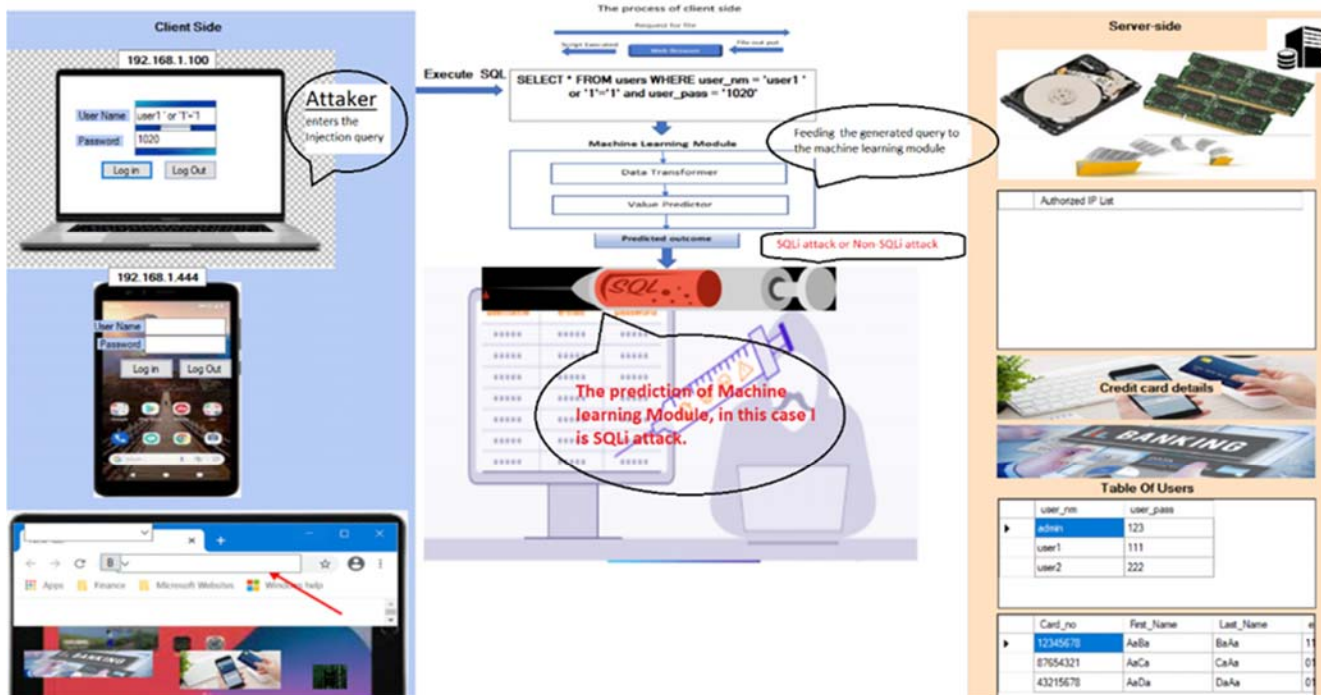 Client Side
192.168.1.100
User Name
user1 ' or '1'='1
Password
1020
Log in
Log Out
Attaker
enters the
Injection query
192.168.1.444
User Name
Password
Log in
Log Out
B
Apps
Finance
Microsoft Websites
Windows help
BANKING
Execute SQL
The process of client side
Request for file
Script Executed
Web Browser
File out put
SELECT * FROM users WHERE user_nm = 'user1 '
or '1'='1' and user_pass = '1020'
Machine Learning Module
Data Transformer
Value Predictor
Predicted outcome
Feeding the generated query to
the machine learning module
SQLi attack or Non-SQLi attack
SQL
The prediction of Machine
learning Module, in this case I
is SQLi attack.
Server-side
Authorized IP List
Credit card details
BANKING
Table Of Users
user_nm user_pass
admin 123
user1 111
user2 222
Card_no First_Name Last_Name e
12345678 AaBa BaAa 11
87654321 AaCa CaAa 01
43215678 AaDa DaAa 01